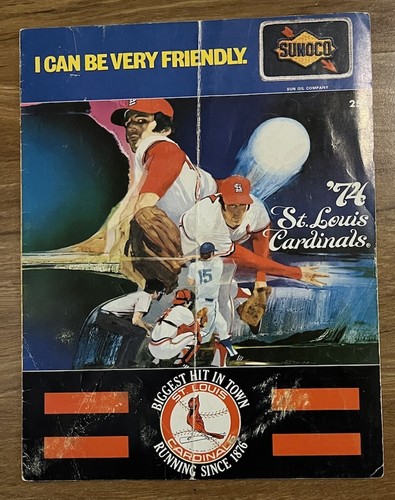 I CAN BE VERY FRIENDLY.
SUNOCO
SUN OIL COMPANY
'74
St. Louis
Cardinals
15
BIGGEST HIT IN TOWN
ST. LOUIS
CARDINALS
RUNNING SINCE 1876